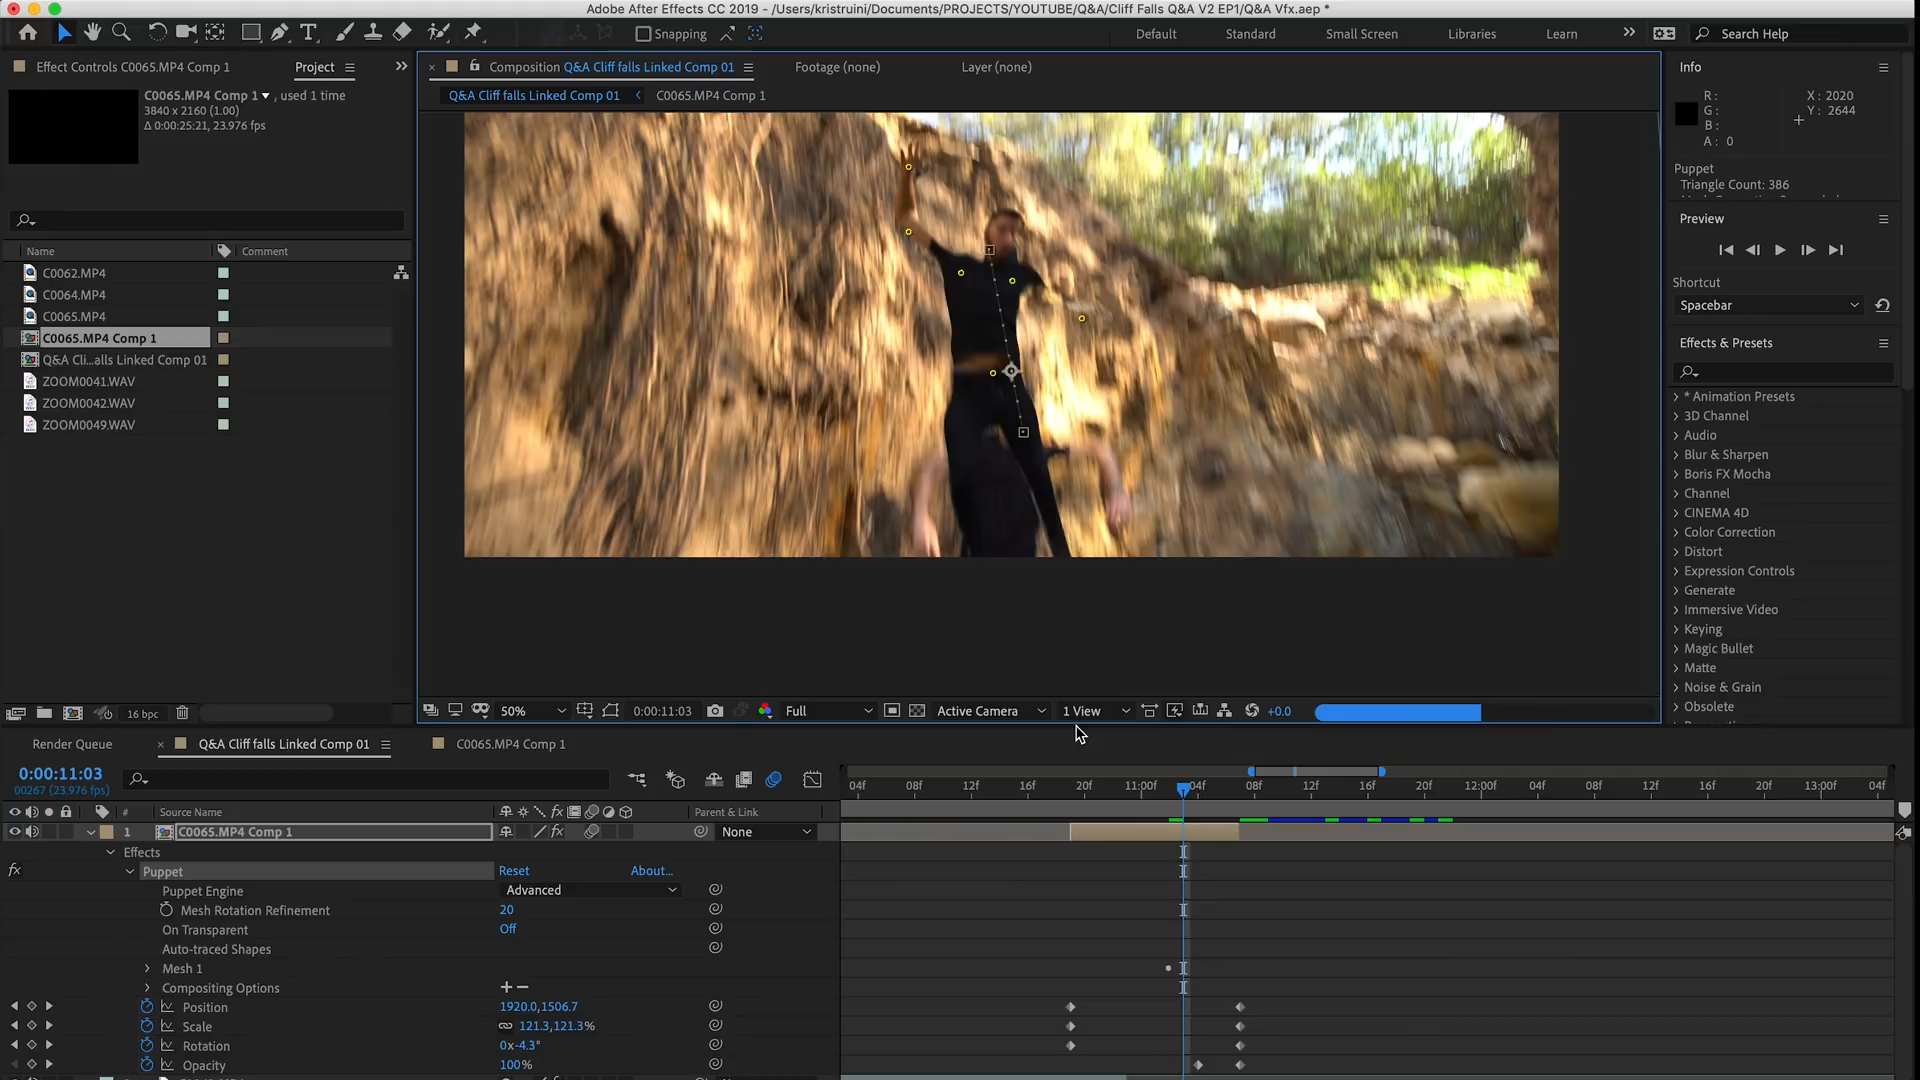 Adobe After Effects CC 2019 - /Users/kristruini/Documents/PROJECTS/YOUTUBE/Q&A/Cliff Falls Q&A V2 EP1/Q&A Vfx.aep *
Snapping
Default
Standard
Small Screen
Libraries
Learn
Search Help
Effect Controls C0065.MP4 Comp 1
Project
C0065.MP4 Comp 1 , used 1 time
3840 x 2160 (1.00)
Δ 0:00:25:21, 23.976 fps
Name
Comment
C0062.MP4
C0064.MP4
C0065.MP4
C0065.MP4 Comp 1
Q&A Cli...alls Linked Comp 01
ZOOM0041.WAV
ZOOM0042.WAV
ZOOM0049.WAV
16 bpc
Composition Q&A Cliff falls Linked Comp 01
Footage (none)
Layer (none)
Q&A Cliff falls Linked Comp 01
C0065.MP4 Comp 1
50%
0:00:11:03
Full
Active Camera
1 View
+0.0
Info
R :
G :
B :
A : 0
X : 2020
Y : 2644
Puppet
Triangle Count: 386
Preview
Shortcut
Spacebar
Effects & Presets
* Animation Presets
3D Channel
Audio
Blur & Sharpen
Boris FX Mocha
Channel
CINEMA 4D
Color Correction
Distort
Expression Controls
Generate
Immersive Video
Keying
Magic Bullet
Matte
Noise & Grain
Obsolete
Render Queue
Q&A Cliff falls Linked Comp 01
C0065.MP4 Comp 1
0:00:11:03
00267 (23.976 fps)
04f 08f 12f 16f 20f 11:00f 04f 08f 12f 16f 20f 12:00f 04f 08f 12f 16f 20f 13:00f 04f
# Source Name
fx
Parent & Link
1 C0065.MP4 Comp 1
fx
None
Effects
fx Puppet
Reset
About...
Puppet Engine
Advanced
Mesh Rotation Refinement
20
On Transparent
Off
Auto-traced Shapes
Mesh 1
Compositing Options
Position
1920.0,1506.7
Scale
121.3,121.3%
Rotation
0x-4.3°
Opacity
100%